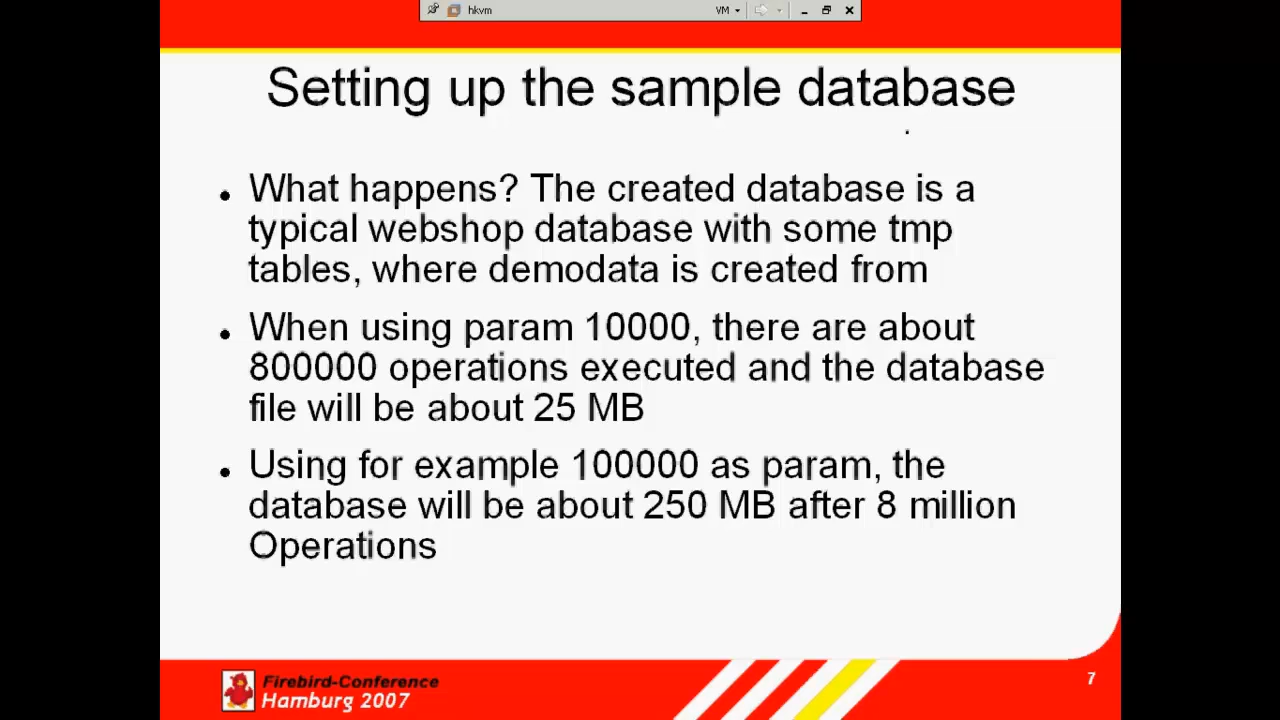 hkvm
VM
Setting up the sample database
What happens? The created database is a
typical webshop database with some tmp
tables, where demodata is created from
When using param 10000, there are about
800000 operations executed and the database
file will be about 25 MB
Using for example 100000 as param, the
database will be about 250 MB after 8 million
Operations
Firebird-Conference
Hamburg 2007
7